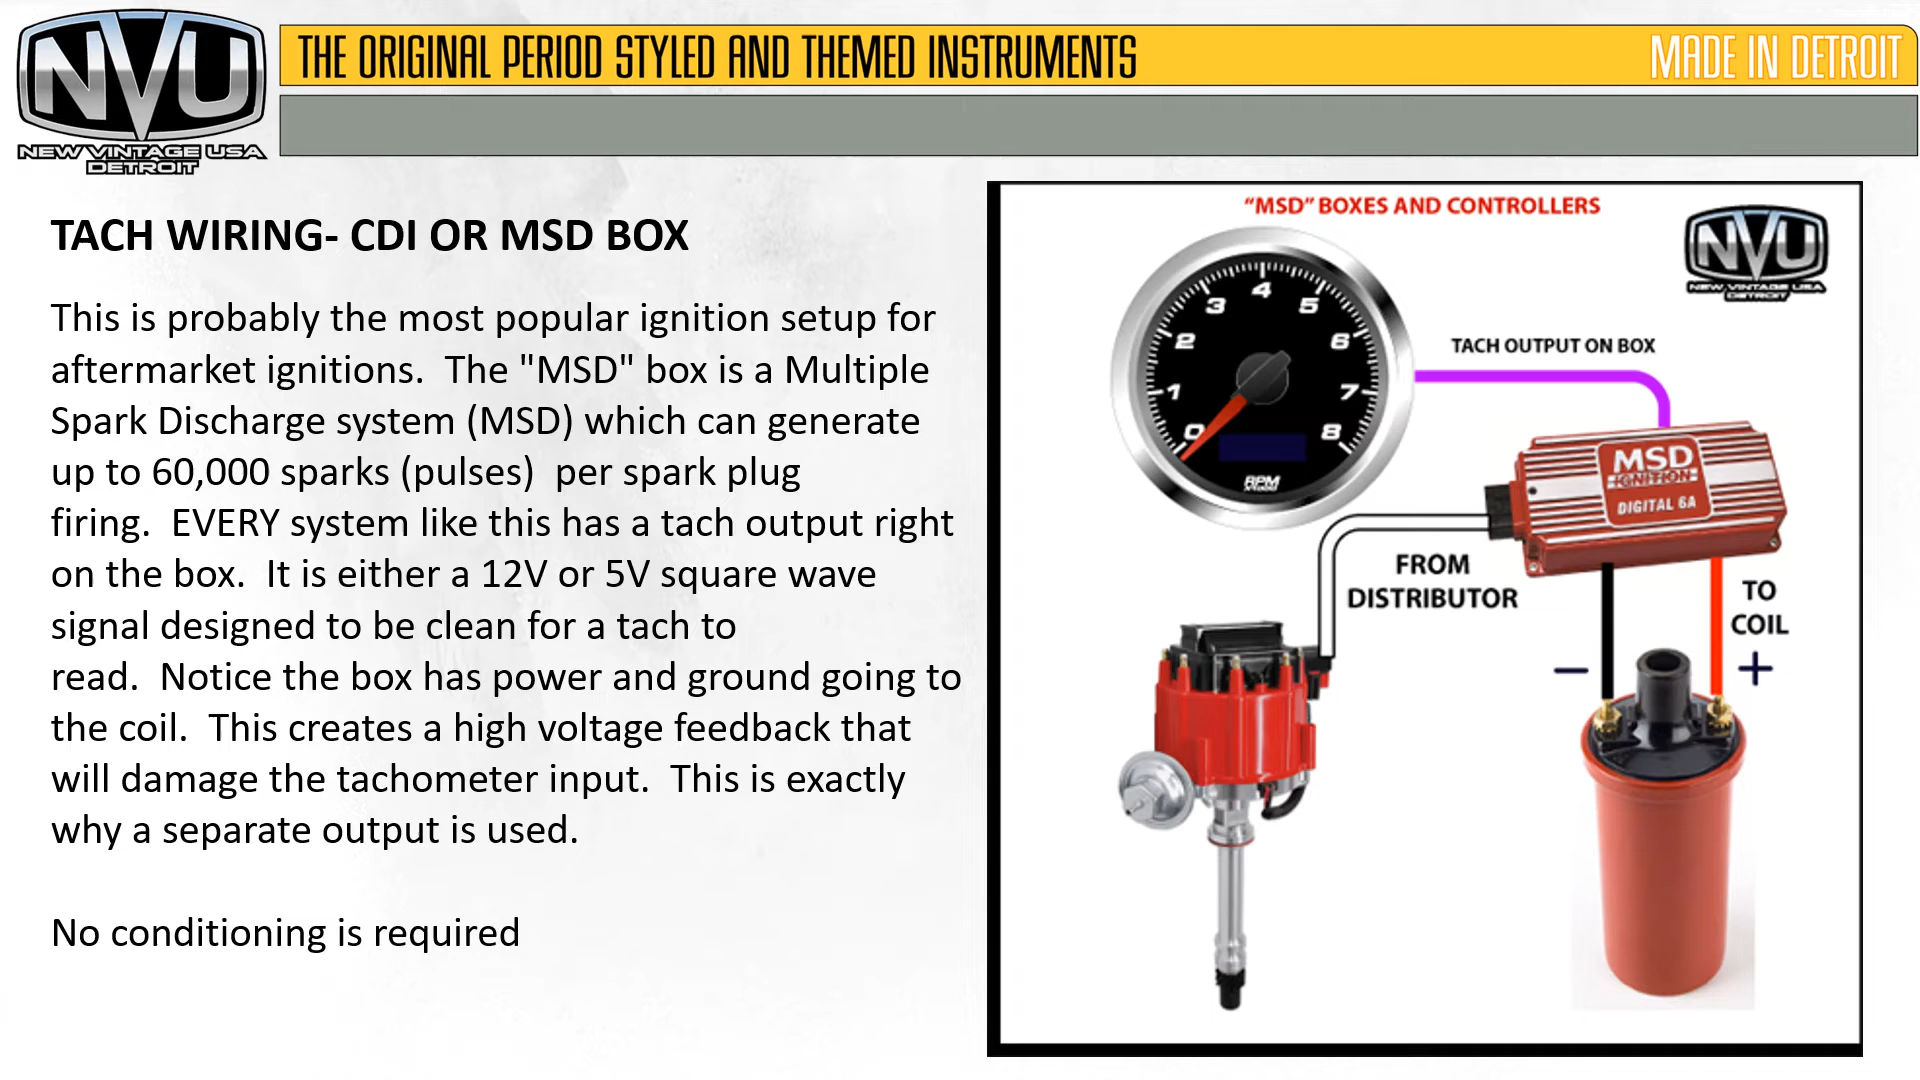 NVU
NEW VINTAGE USA
DETROIT
THE ORIGINAL PERIOD STYLED AND THEMED INSTRUMENTS
MADE IN DETROIT
TACH WIRING- CDI OR MSD BOX
This is probably the most popular ignition setup for
aftermarket ignitions.  The "MSD" box is a Multiple
Spark Discharge system (MSD) which can generate
up to 60,000 sparks (pulses)  per spark plug
firing.  EVERY system like this has a tach output right
on the box.  It is either a 12V or 5V square wave
signal designed to be clean for a tach to
read.  Notice the box has power and ground going to
the coil.  This creates a high voltage feedback that
will damage the tachometer input.  This is exactly
why a separate output is used.
No conditioning is required
“MSD” BOXES AND CONTROLLERS
NVU
NEW VINTAGE USA
DETROIT
0
1
2
3
4
5
6
7
8
RPM
X1000
TACH OUTPUT ON BOX
MSD
IGNITION
DIGITAL 6A
FROM
DISTRIBUTOR
TO
COIL
– +